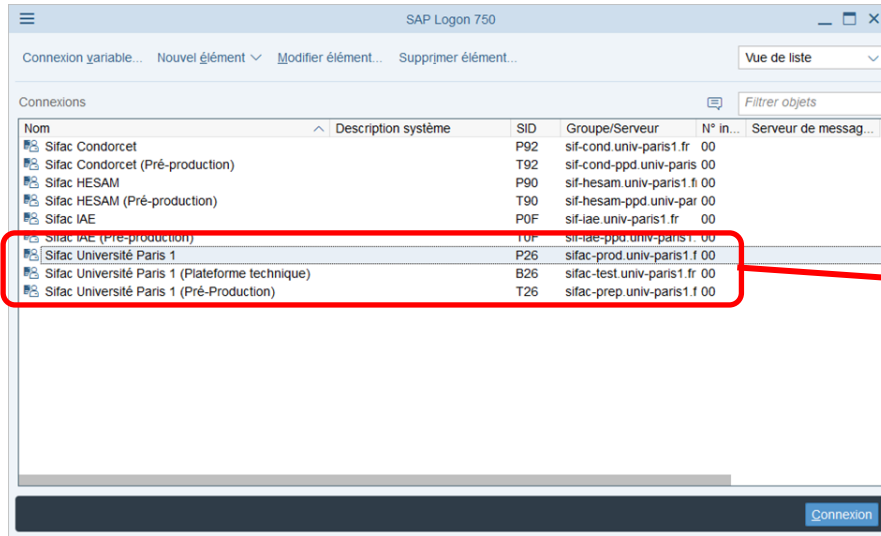 SAP Logon 750
Connexion variable... Nouvel élément Modifier élément... Supprimer élément... Vue de liste
Connexions Filtrer objets
Nom Description système SID Groupe/Serveur N° in... Serveur de messag...
Sifac Condorcet P92 sif-cond.univ-paris1.fr 00
Sifac Condorcet (Pré-production) T92 sif-cond-ppd.univ-paris 00
Sifac HESAM P90 sif-hesam.univ-paris1.fi 00
Sifac HESAM (Pré-production) T90 sif-hesam-ppd.univ-par 00
Sifac IAE P0F sif-iae.univ-paris1.fr 00
Sifac IAE (Pré-production) T0F sif-iae-ppd.univ-paris1. 00
Sifac Université Paris 1 P26 sifac-prod.univ-paris1.f 00
Sifac Université Paris 1 (Plateforme technique) B26 sifac-test.univ-paris1.fr 00
Sifac Université Paris 1 (Pré-Production) T26 sifac-prep.univ-paris1.f 00
Connexion